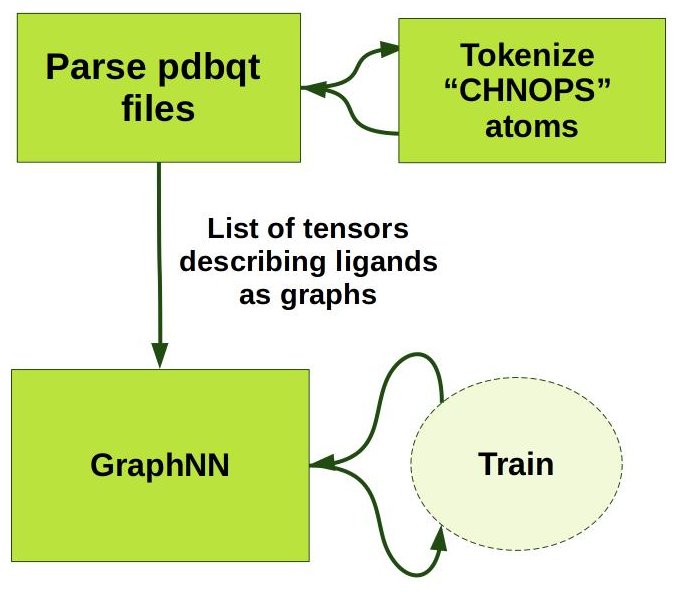 Parse pdbqt
files
Tokenize
“CHNOPS”
atoms
List of tensors
describing ligands
as graphs
GraphNN
Train